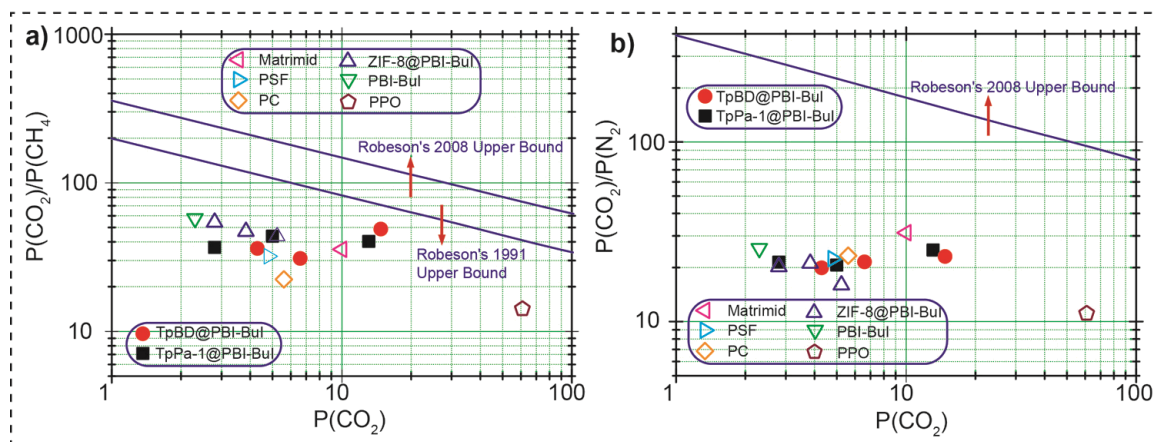 a)
1000
100
10
1
10
100
P(CO₂)/P(CH₄)
P(CO₂)
Matrimid
PSF
PC
ZIF-8@PBI-BuI
PBI-BuI
PPO
Robeson's 2008 Upper Bound
Robeson's 1991
Upper Bound
TpBD@PBI-BuI
TpPa-1@PBI-BuI
b)
100
10
1
10
100
P(CO₂)/P(N₂)
P(CO₂)
TpBD@PBI-BuI
TpPa-1@PBI-BuI
Robeson's 2008 Upper Bound
Matrimid
PSF
PC
ZIF-8@PBI-BuI
PBI-BuI
PPO